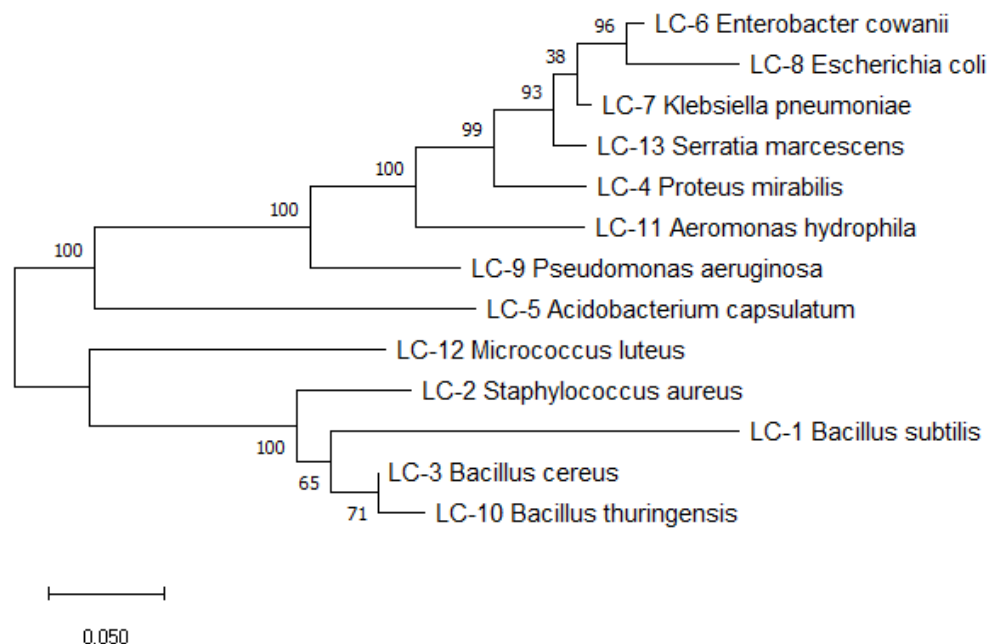 96
LC-6 Enterobacter cowanii
38
LC-8 Escherichia coli
93
LC-7 Klebsiella pneumoniae
99
LC-13 Serratia marcescens
100
LC-4 Proteus mirabilis
100
LC-11 Aeromonas hydrophila
100
LC-9 Pseudomonas aeruginosa
LC-5 Acidobacterium capsulatum
LC-12 Micrococcus luteus
LC-2 Staphylococcus aureus
100
LC-1 Bacillus subtilis
65
LC-3 Bacillus cereus
71
LC-10 Bacillus thuringensis
0.050